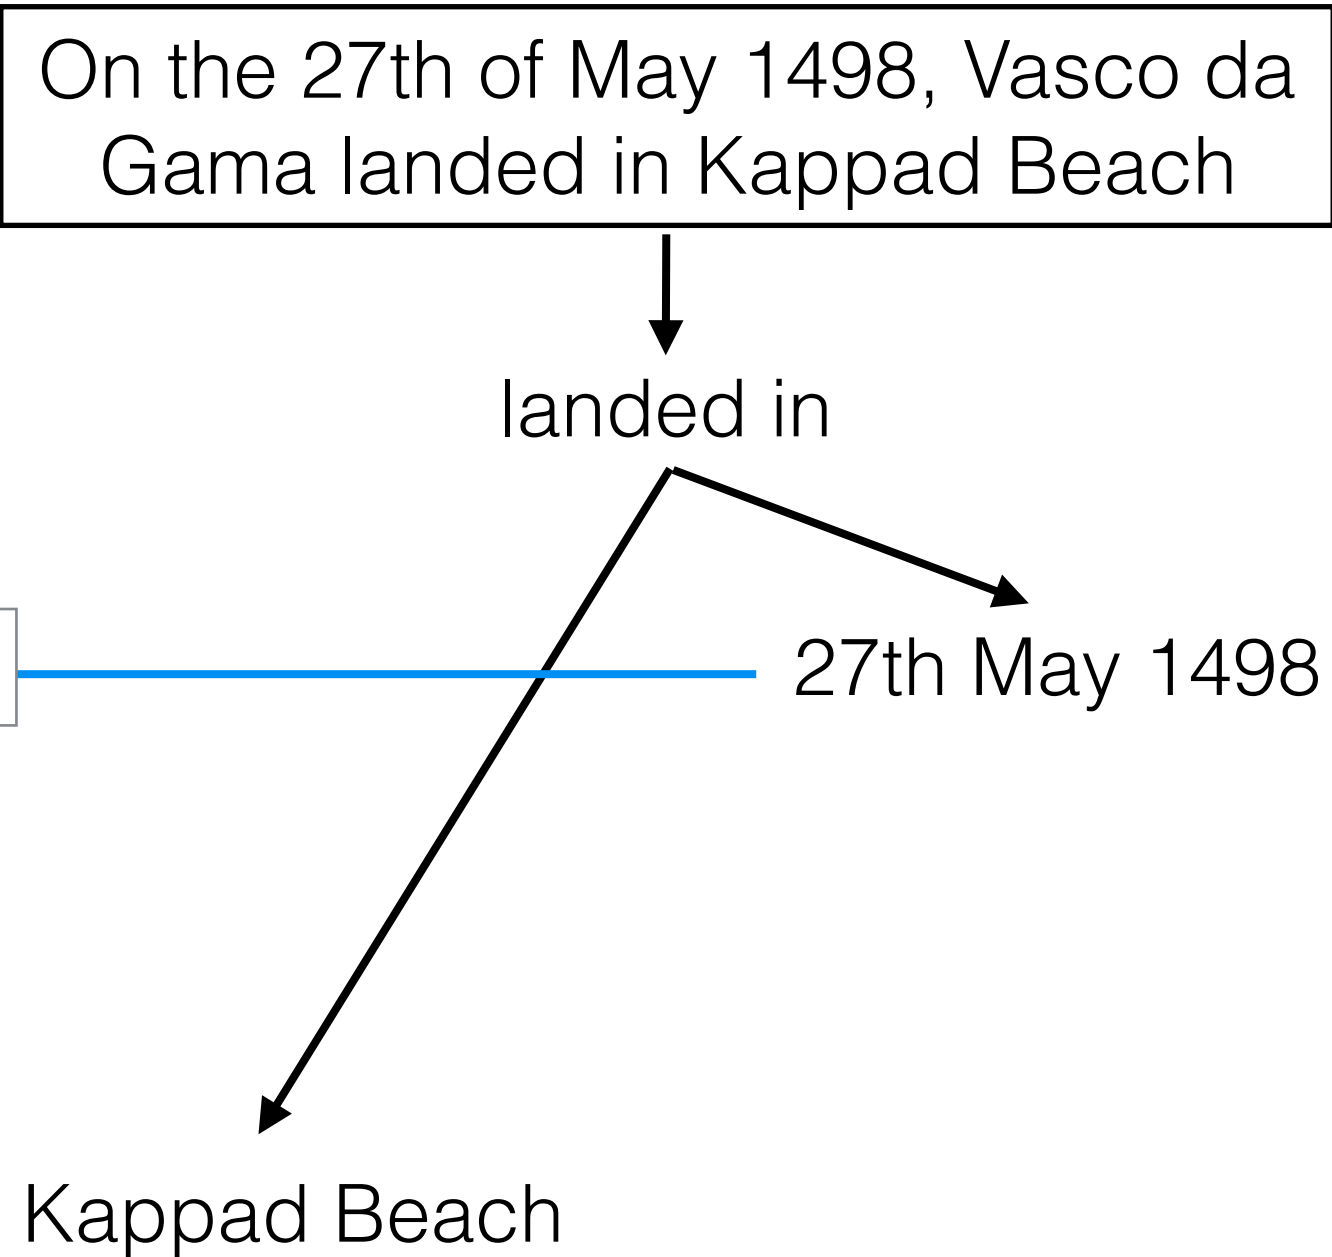 On the 27th of May 1498, Vasco da
Gama landed in Kappad Beach
landed in
27th May 1498
Kappad Beach